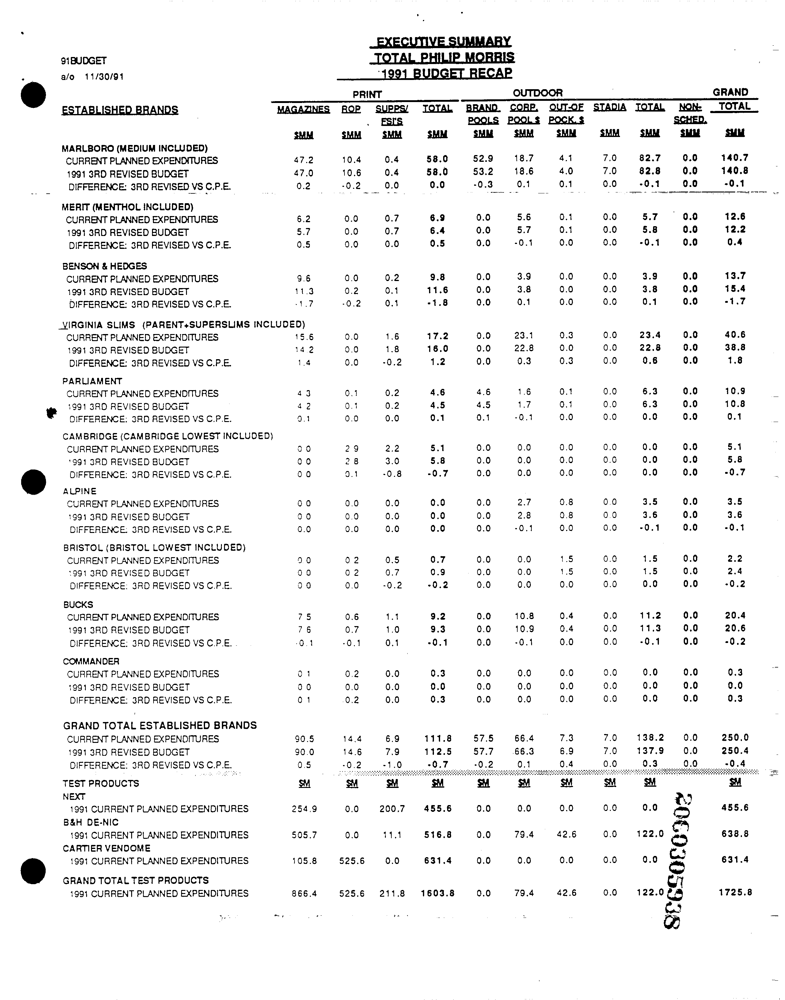 EXECUTIVE SUMMARY
91BUDGET TOTAL PHILIP MORRIS
a/o 11/30/91 1991 BUDGET RECAP
PRINT OUTDOOR GRAND
ESTABLISHED BRANDS MAGAZINES ROP SUPPS/ TOTAL BRAND CORP. OUT-OF STADIA TOTAL NON- TOTAL
FSI'S POOLS POOL $ POCK. $ SCHED.
$MM $MM $MM $MM $MM $MM $MM $MM $MM $MM $MM
MARLBORO (MEDIUM INCLUDED)
CURRENT PLANNED EXPENDITURES 47.2 10.4 0.4 58.0 52.9 18.7 4.1 7.0 82.7 0.0 140.7
1991 3RD REVISED BUDGET 47.0 10.6 0.4 58.0 53.2 18.6 4.0 7.0 82.8 0.0 140.8
DIFFERENCE: 3RD REVISED VS C.P.E. 0.2 -0.2 0.0 0.0 -0.3 0.1 0.1 0.0 -0.1 0.0 -0.1
MERIT (MENTHOL INCLUDED)
CURRENT PLANNED EXPENDITURES 6.2 0.0 0.7 6.9 0.0 5.6 0.1 0.0 5.7 0.0 12.6
1991 3RD REVISED BUDGET 5.7 0.0 0.7 6.4 0.0 5.7 0.1 0.0 5.8 0.0 12.2
DIFFERENCE: 3RD REVISED VS C.P.E. 0.5 0.0 0.0 0.5 0.0 -0.1 0.0 0.0 -0.1 0.0 0.4
BENSON & HEDGES
CURRENT PLANNED EXPENDITURES 9.6 0.0 0.2 9.8 0.0 3.9 0.0 0.0 3.9 0.0 13.7
1991 3RD REVISED BUDGET 11.3 0.2 0.1 11.6 0.0 3.8 0.0 0.0 3.8 0.0 15.4
DIFFERENCE: 3RD REVISED VS C.P.E. -1.7 -0.2 0.1 -1.8 0.0 0.1 0.0 0.0 0.1 0.0 -1.7
VIRGINIA SLIMS (PARENT+SUPERSLIMS INCLUDED)
CURRENT PLANNED EXPENDITURES 15.6 0.0 1.6 17.2 0.0 23.1 0.3 0.0 23.4 0.0 40.6
1991 3RD REVISED BUDGET 14 2 0.0 1.8 16.0 0.0 22.8 0.0 0.0 22.8 0.0 38.8
DIFFERENCE: 3RD REVISED VS C.P.E. 1.4 0.0 -0.2 1.2 0.0 0.3 0.3 0.0 0.6 0.0 1.8
PARLIAMENT
CURRENT PLANNED EXPENDITURES 4 3 0.1 0.2 4.6 4.6 1.6 0.1 0.0 6.3 0.0 10.9
1991 3RD REVISED BUDGET 4 2 0.1 0.2 4.5 4.5 1.7 0.1 0.0 6.3 0.0 10.8
DIFFERENCE: 3RD REVISED VS C.P.E. 0.1 0.0 0.0 0.1 0.1 -0.1 0.0 0.0 0.0 0.0 0.1
CAMBRIDGE (CAMBRIDGE LOWEST INCLUDED)
CURRENT PLANNED EXPENDITURES 0 0 2 9 2.2 5.1 0.0 0.0 0.0 0.0 0.0 0.0 5.1
1991 3RD REVISED BUDGET 0 0 2 8 3.0 5.8 0.0 0.0 0.0 0.0 0.0 0.0 5.8
DIFFERENCE: 3RD REVISED VS C.P.E. 0 0 0.1 -0.8 -0.7 0.0 0.0 0.0 0.0 0.0 0.0 -0.7
ALPINE
CURRENT PLANNED EXPENDITURES 0 0 0.0 0.0 0.0 0.0 2.7 0.8 0.0 3.5 0.0 3.5
1991 3RD REVISED BUDGET 0 0 0.0 0.0 0.0 0.0 2.8 0.8 0.0 3.6 0.0 3.6
DIFFERENCE: 3RD REVISED VS C.P.E. 0.0 0.0 0.0 0.0 0.0 -0.1 0.0 0.0 -0.1 0.0 -0.1
BRISTOL (BRISTOL LOWEST INCLUDED)
CURRENT PLANNED EXPENDITURES 0 0 0 2 0.5 0.7 0.0 0.0 1.5 0.0 1.5 0.0 2.2
1991 3RD REVISED BUDGET 0 0 0 2 0.7 0.9 0.0 0.0 1.5 0.0 1.5 0.0 2.4
DIFFERENCE: 3RD REVISED VS C.P.E. 0 0 0.0 -0.2 -0.2 0.0 0.0 0.0 0.0 0.0 0.0 -0.2
BUCKS
CURRENT PLANNED EXPENDITURES 7 5 0.6 1.1 9.2 0.0 10.8 0.4 0.0 11.2 0.0 20.4
1991 3RD REVISED BUDGET 7 6 0.7 1.0 9.3 0.0 10.9 0.4 0.0 11.3 0.0 20.6
DIFFERENCE: 3RD REVISED VS C.P.E. -0.1 -0.1 0.1 -0.1 0.0 -0.1 0.0 0.0 -0.1 0.0 -0.2
COMMANDER
CURRENT PLANNED EXPENDITURES 0 1 0.2 0.0 0.3 0.0 0.0 0.0 0.0 0.0 0.0 0.3
1991 3RD REVISED BUDGET 0 0 0.0 0.0 0.0 0.0 0.0 0.0 0.0 0.0 0.0 0.0
DIFFERENCE: 3RD REVISED VS C.P.E. 0 1 0.2 0.0 0.3 0.0 0.0 0.0 0.0 0.0 0.0 0.3
GRAND TOTAL ESTABLISHED BRANDS
CURRENT PLANNED EXPENDITURES 90.5 14.4 6.9 111.8 57.5 66.4 7.3 7.0 138.2 0.0 250.0
1991 3RD REVISED BUDGET 90.0 14.6 7.9 112.5 57.7 66.3 6.9 7.0 137.9 0.0 250.4
DIFFERENCE: 3RD REVISED VS C.P.E. 0.5 -0.2 -1.0 -0.7 -0.2 0.1 0.4 0.0 0.3 0.0 -0.4
TEST PRODUCTS $M $M $M $M $M $M $M $M $M $M
NEXT
1991 CURRENT PLANNED EXPENDITURES 254.9 0.0 200.7 455.6 0.0 0.0 0.0 0.0 0.0 455.6
B&H DE-NIC
1991 CURRENT PLANNED EXPENDITURES 505.7 0.0 11.1 516.8 0.0 79.4 42.6 0.0 122.0 638.8
CARTIER VENDOME
1991 CURRENT PLANNED EXPENDITURES 105.8 525.6 0.0 631.4 0.0 0.0 0.0 0.0 0.0 631.4
GRAND TOTAL TEST PRODUCTS
1991 CURRENT PLANNED EXPENDITURES 866.4 525.6 211.8 1603.8 0.0 79.4 42.6 0.0 122.0 1725.8
2060305938